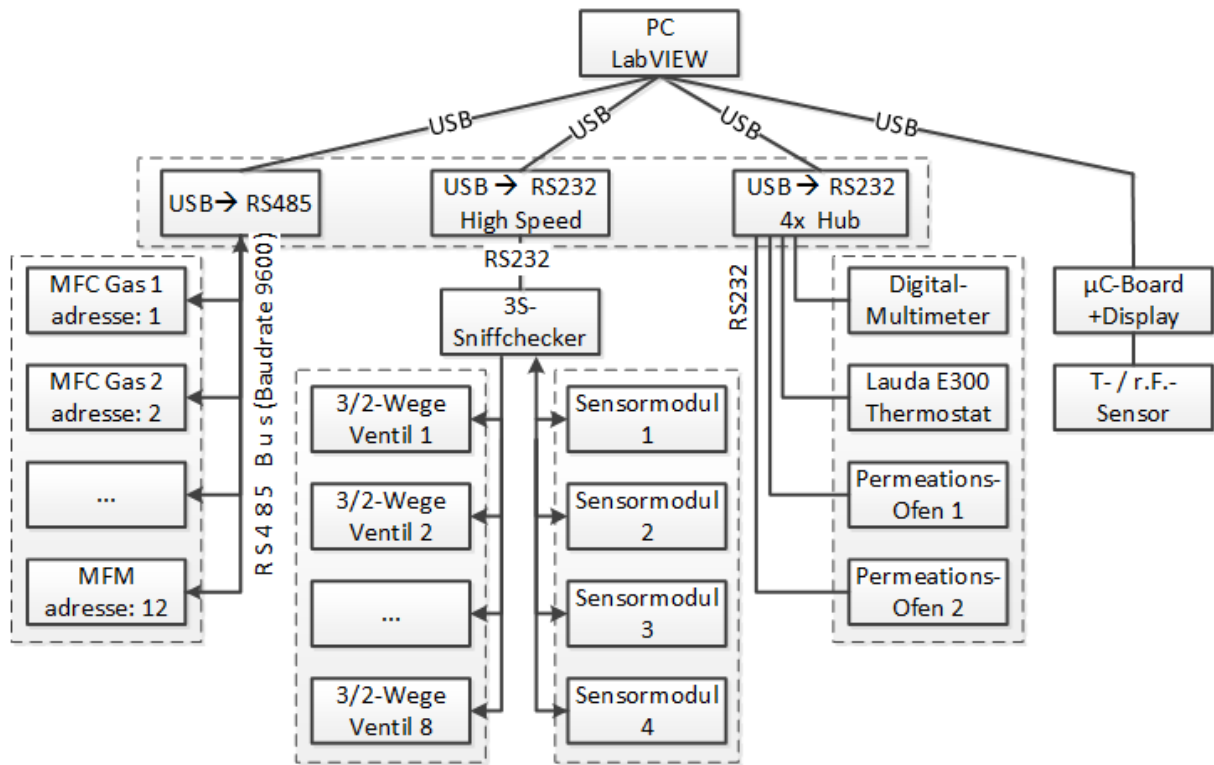 PC
LabVIEW
USB
USB
USB
USB
USB → RS485
USB → RS232
High Speed
USB → RS232
4x Hub
RS485 Bus (Baudrate 9600)
MFC Gas 1
adresse: 1
MFC Gas 2
adresse: 2
...
MFM
adresse: 12
RS232
3S-
Sniffchecker
3/2-Wege
Ventil 1
3/2-Wege
Ventil 2
...
3/2-Wege
Ventil 8
Sensormodul
1
Sensormodul
2
Sensormodul
3
Sensormodul
4
RS232
Digital-
Multimeter
Lauda E300
Thermostat
Permeations-
Ofen 1
Permeations-
Ofen 2
µC-Board
+Display
T- / r.F.-
Sensor